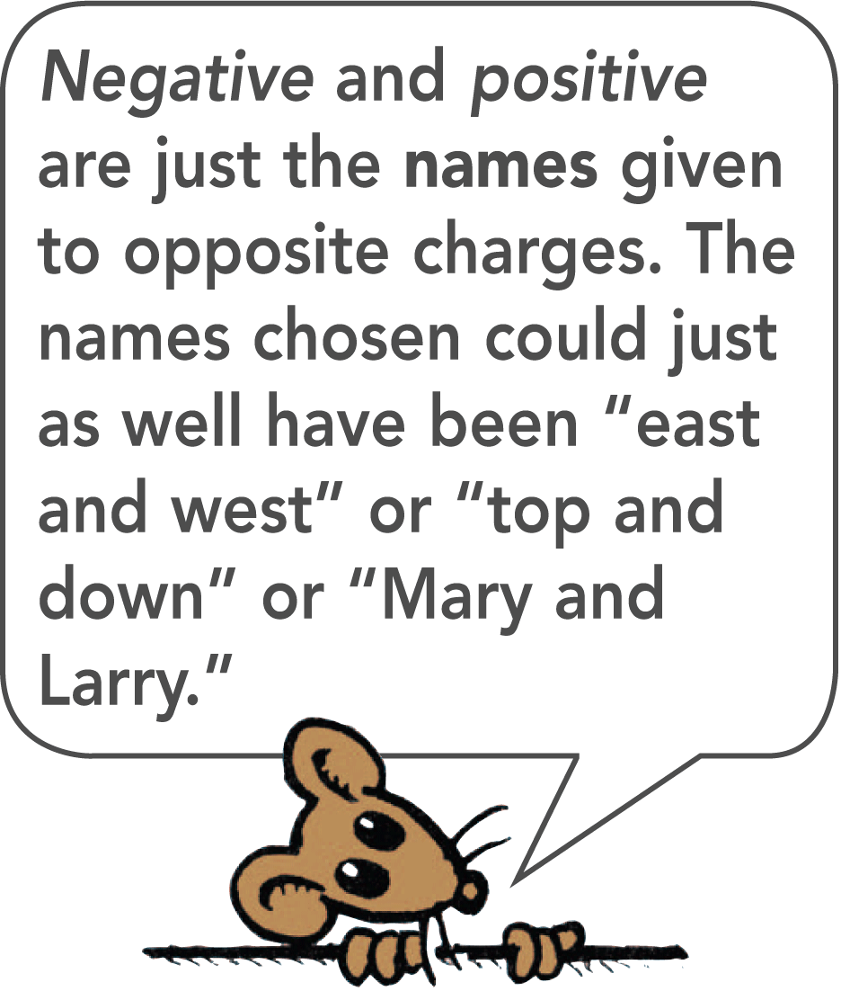 Negative and positive
are just the names given
to opposite charges. The
names chosen could just
as well have been “east
and west” or “top and
down” or “Mary and
Larry.”